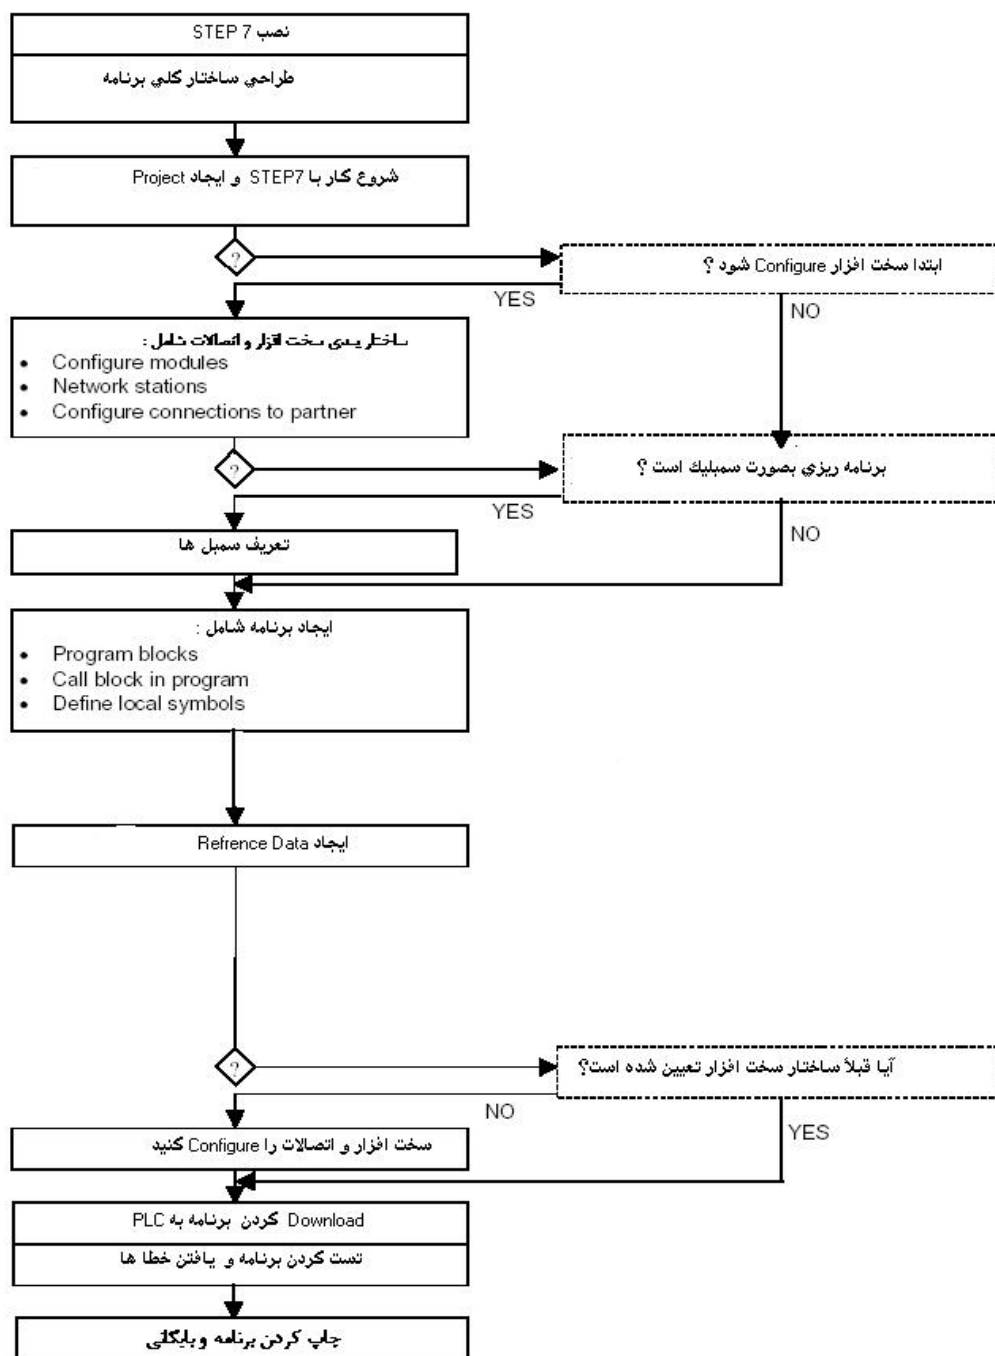 نصب STEP 7
طراحي ساختار كلي برنامه
شروع كار با STEP7 و ايجاد Project
?
ابتدا سخت افزار Configure شود ؟
YES
NO
ساختار بندي سخت افزار و اتصالات شامل :
• Configure modules
• Network stations
• Configure connections to partner
?
برنامه ريزي بصورت سمبليك است ؟
YES
NO
تعريف سمبل ها
ايجاد برنامه شامل :
• Program blocks
• Call block in program
• Define local symbols
ايجاد Refrence Data
?
آيا قبلاً ساختار سخت افزار تعيين شده است؟
NO
YES
سخت افزار و اتصالات را Configure كنيد
Download كردن برنامه به PLC
تست كردن برنامه و يافتن خطا ها
چاپ كردن برنامه و بايگاني